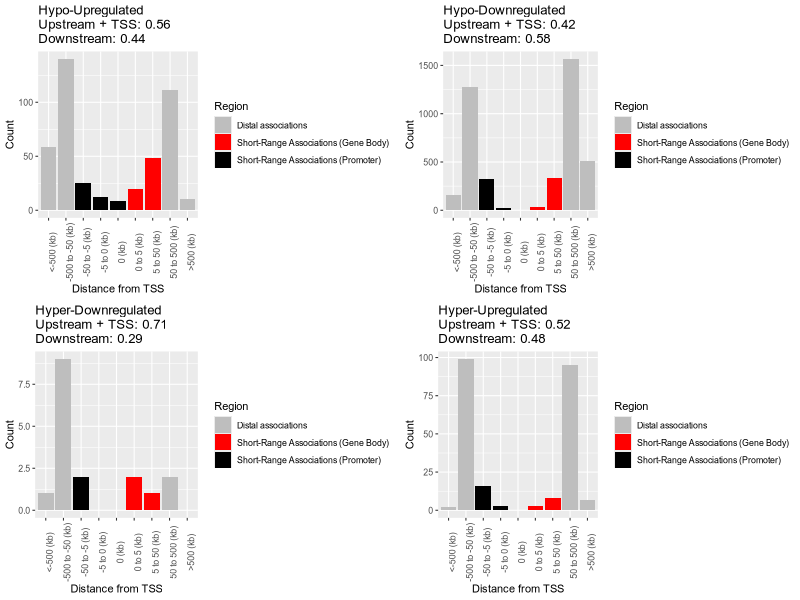 Hypo-Upregulated
Upstream + TSS: 0.56
Downstream: 0.44
100
50
0
Count
<-500 (kb)
-500 to -50 (kb)
-50 to -5 (kb)
-5 to 0 (kb)
0 (kb)
0 to 5 (kb)
5 to 50 (kb)
50 to 500 (kb)
>500 (kb)
Distance from TSS
Region
Distal associations
Short-Range Associations (Gene Body)
Short-Range Associations (Promoter)
Hypo-Downregulated
Upstream + TSS: 0.42
Downstream: 0.58
1500
1000
500
0
Count
<-500 (kb)
-500 to -50 (kb)
-50 to -5 (kb)
-5 to 0 (kb)
0 (kb)
0 to 5 (kb)
5 to 50 (kb)
50 to 500 (kb)
>500 (kb)
Distance from TSS
Region
Distal associations
Short-Range Associations (Gene Body)
Short-Range Associations (Promoter)
Hyper-Downregulated
Upstream + TSS: 0.71
Downstream: 0.29
7.5
5.0
2.5
0.0
Count
<-500 (kb)
-500 to -50 (kb)
-50 to -5 (kb)
-5 to 0 (kb)
0 (kb)
0 to 5 (kb)
5 to 50 (kb)
50 to 500 (kb)
>500 (kb)
Distance from TSS
Region
Distal associations
Short-Range Associations (Gene Body)
Short-Range Associations (Promoter)
Hyper-Upregulated
Upstream + TSS: 0.52
Downstream: 0.48
100
75
50
25
0
Count
<-500 (kb)
-500 to -50 (kb)
-50 to -5 (kb)
-5 to 0 (kb)
0 (kb)
0 to 5 (kb)
5 to 50 (kb)
50 to 500 (kb)
>500 (kb)
Distance from TSS
Region
Distal associations
Short-Range Associations (Gene Body)
Short-Range Associations (Promoter)